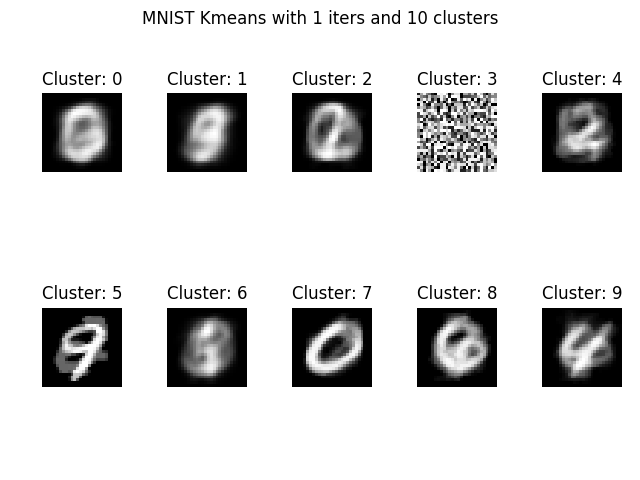 MNIST Kmeans with 1 iters and 10 clusters
Cluster: 0 Cluster: 1 Cluster: 2 Cluster: 3 Cluster: 4
Cluster: 5 Cluster: 6 Cluster: 7 Cluster: 8 Cluster: 9